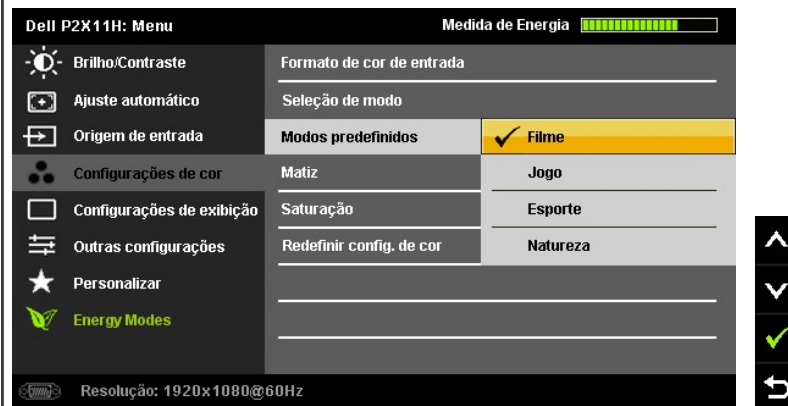 Dell P2X11H: Menu
Medida de Energia
Brilho/Contraste
Formato de cor de entrada
Ajuste automático
Seleção de modo
Origem de entrada
Modos predefinidos
Filme
Configurações de cor
Matiz
Jogo
Configurações de exibição
Saturação
Esporte
Outras configurações
Redefinir config. de cor
Natureza
Personalizar
Energy Modes
Resolução: 1920x1080@60Hz